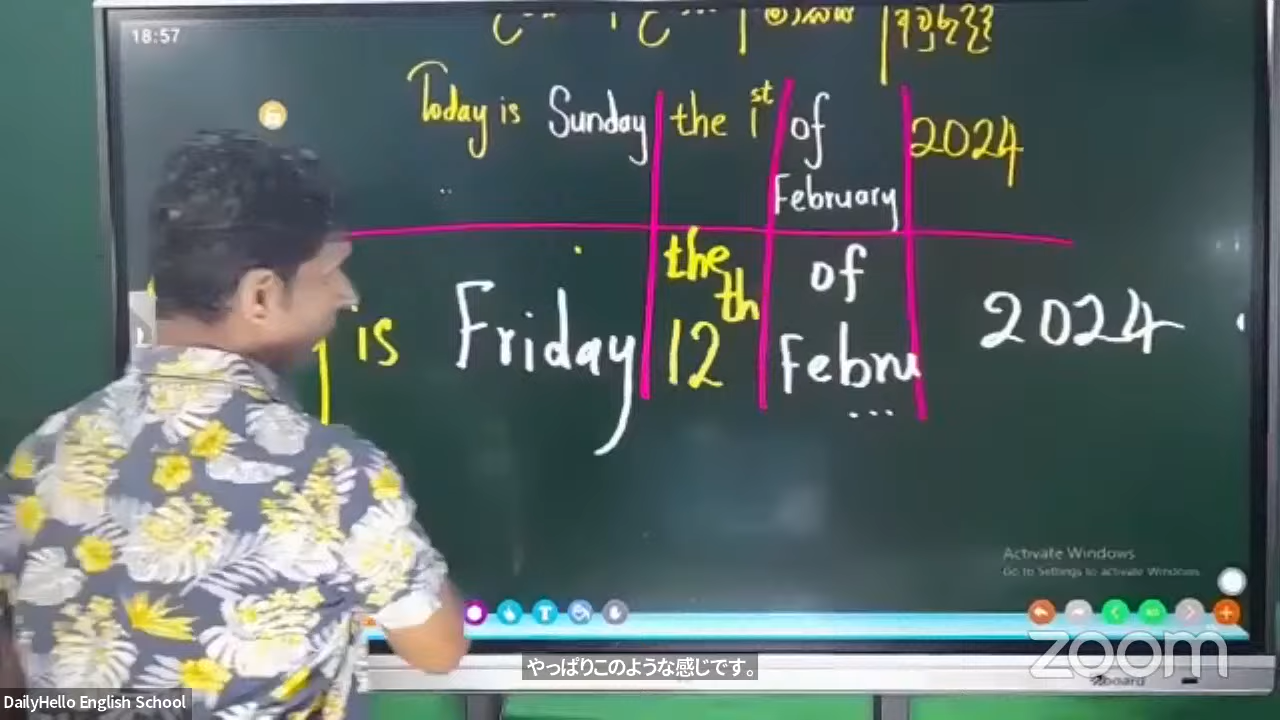 18:57
Today is Sunday the 1st of 2024
February
is Friday the 12th of 2024
Febru
...
Activate Windows
Go to Settings to activate Windows.
zoom
やっぱりこのような感じです。
DailyHello English School